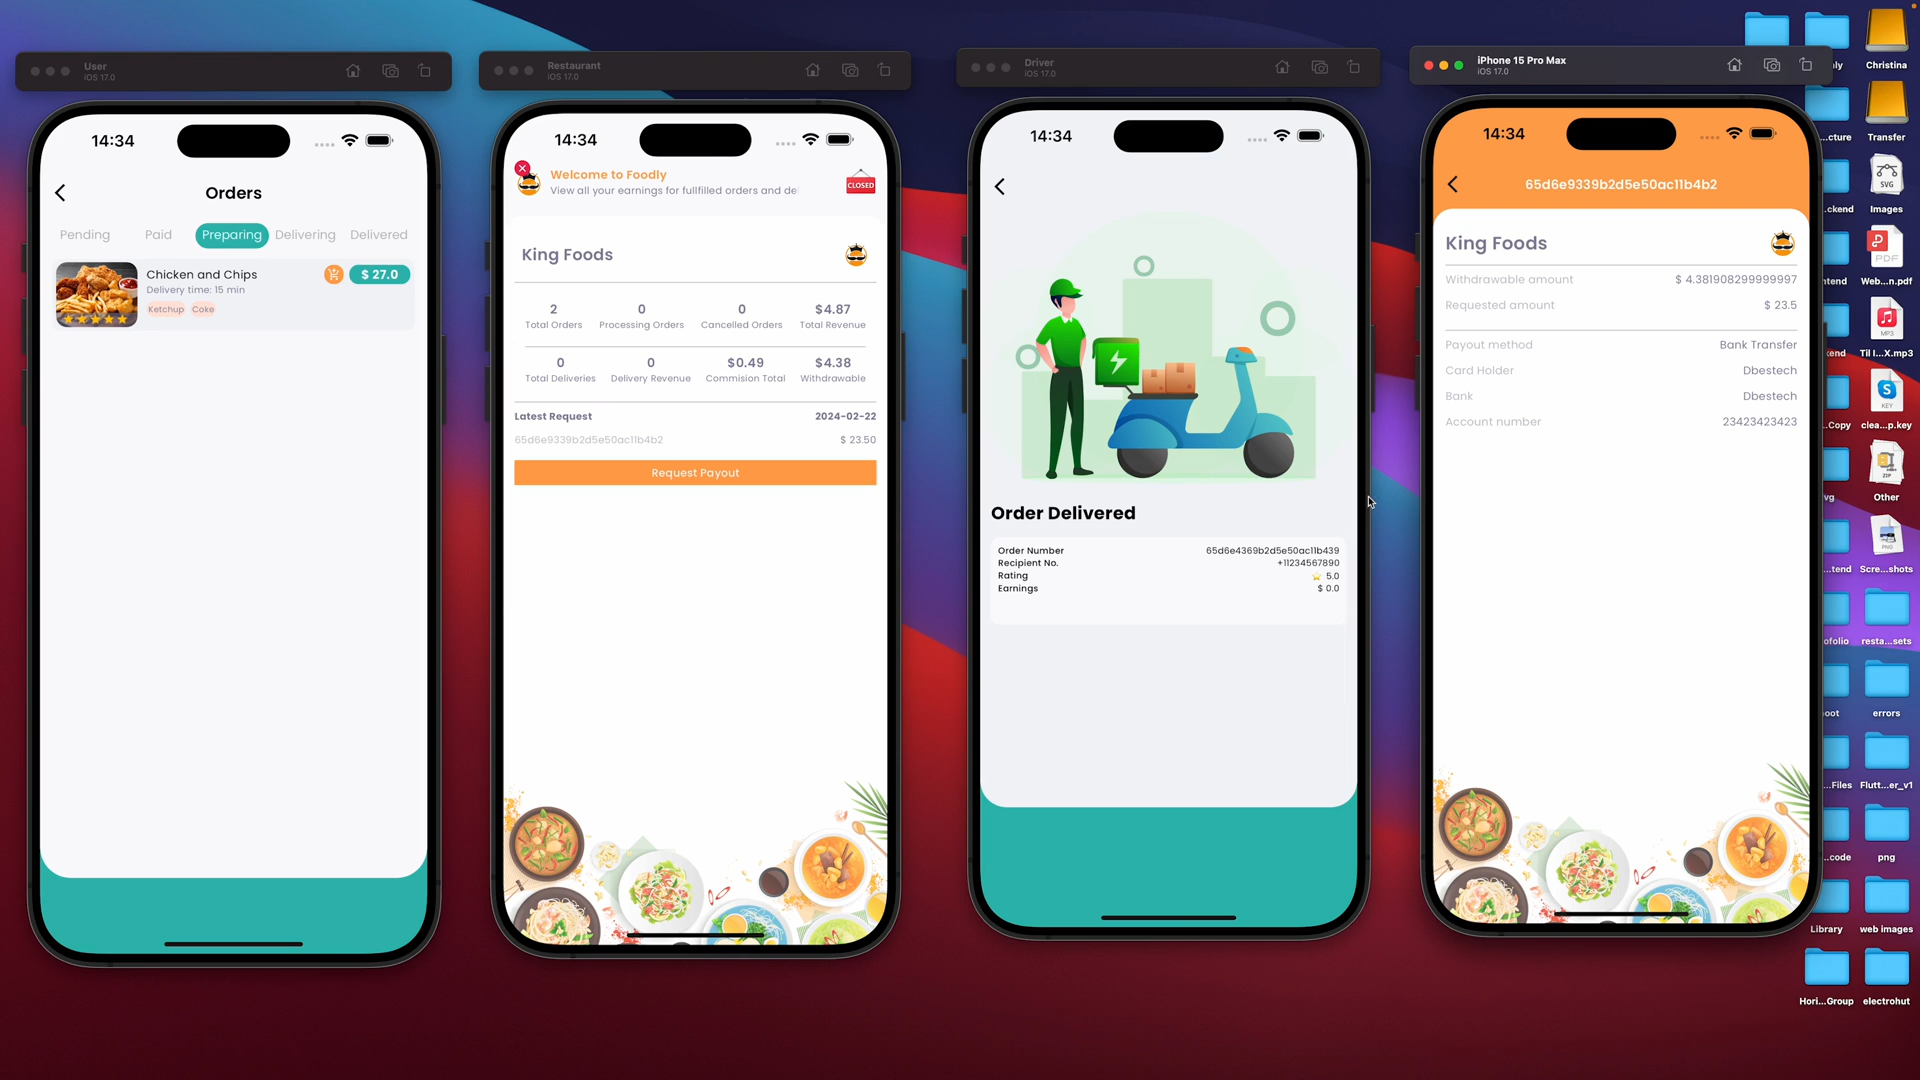 User
iOS 17.0
14:34
Orders
Pending Paid Preparing Delivering Delivered
Chicken and Chips
$ 27.0
Delivery time: 15 min
Ketchup Coke
Restaurant
iOS 17.0
14:34
Welcome to Foodly
View all your earnings for fullfilled orders and de
CLOSED
King Foods
2 0 0 $4.87
Total Orders Processing Orders Cancelled Orders Total Revenue
0 0 $0.49 $4.38
Total Deliveries Delivery Revenue Commision Total Withdrawable
Latest Request 2024-02-22
65d6e9339b2d5e50ac11b4b2 $ 23.50
Request Payout
Driver
iOS 17.0
14:34
Order Delivered
Order Number 65d6e4369b2d5e50ac11b439
Recipient No. +11234567890
Rating 5.0
Earnings $ 0.0
iPhone 15 Pro Max
iOS 17.0
14:34
65d6e9339b2d5e50ac11b4b2
King Foods
Withdrawable amount $ 4.381908299999997
Requested amount $ 23.5
Payout method Bank Transfer
Card Holder Dbestech
Bank Dbestech
Account number 23423423423
...ly Christina
...cture Transfer
SVG
...ckend Images
PDF
...ntend Web...n.pdf
MP3
...kend Til I...X.mp3
KEY
...Copy clea...p.key
ZIP
...vg Other
PNG
...tend Scre...shots
...ofolio resta...sets
...oot errors
...Files Flutt...er_v1
...code png
Library web images
Hori...Group electrohut